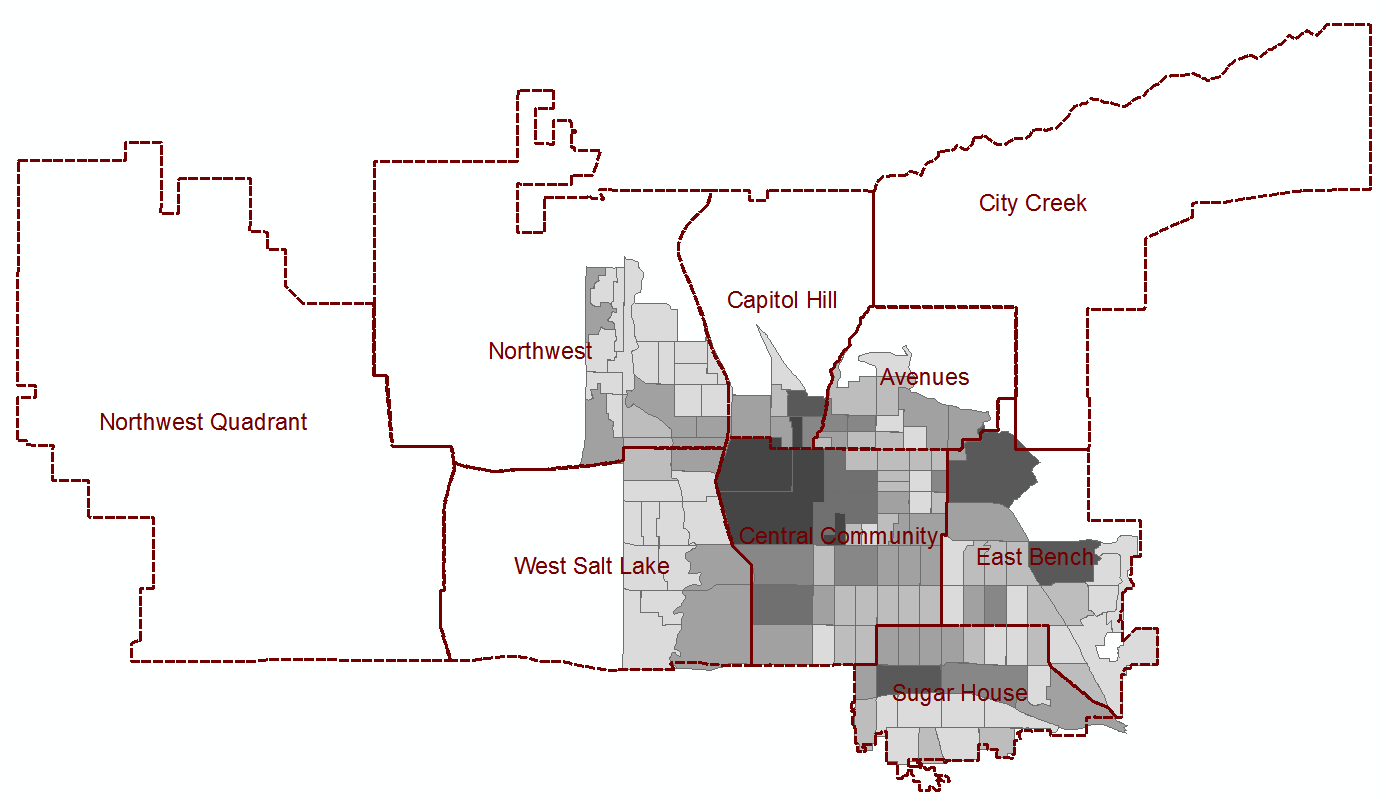 City Creek
Capitol Hill
Northwest
Avenues
Northwest Quadrant
Central Community
West Salt Lake
East Bench
Sugar House